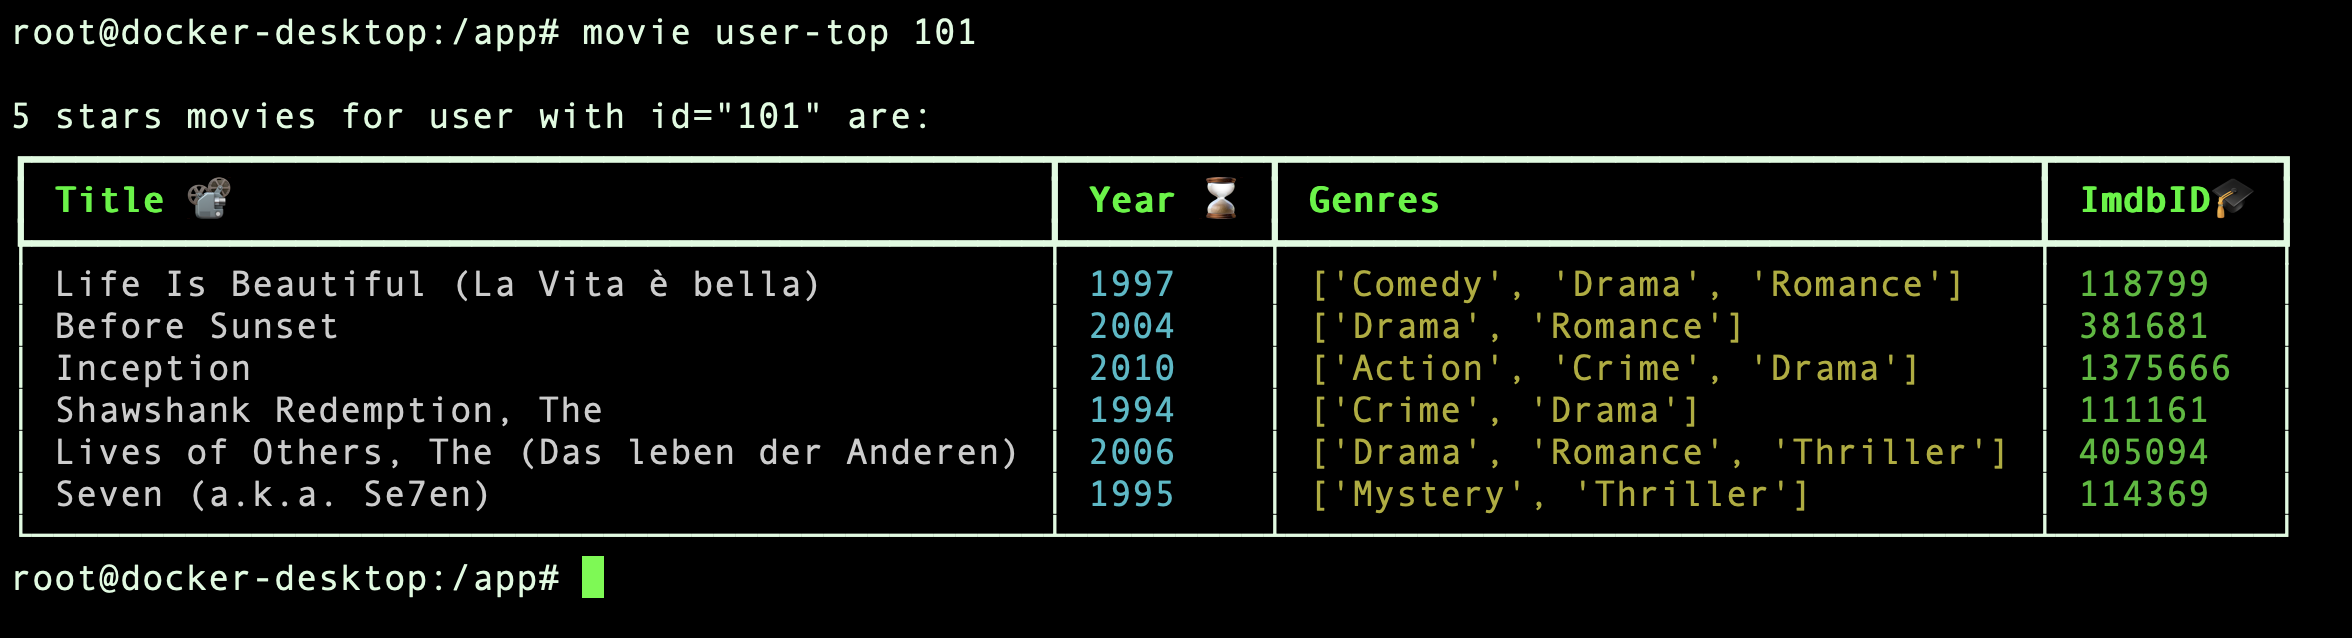 root@docker-desktop:/app# movie user-top 101
5 stars movies for user with id="101" are:
Title 📽 Year ⏳ Genres ImdbID🎓
Life Is Beautiful (La Vita è bella) 1997 ['Comedy', 'Drama', 'Romance'] 118799
Before Sunset 2004 ['Drama', 'Romance'] 381681
Inception 2010 ['Action', 'Crime', 'Drama'] 1375666
Shawshank Redemption, The 1994 ['Crime', 'Drama'] 111161
Lives of Others, The (Das leben der Anderen) 2006 ['Drama', 'Romance', 'Thriller'] 405094
Seven (a.k.a. Se7en) 1995 ['Mystery', 'Thriller'] 114369
root@docker-desktop:/app#